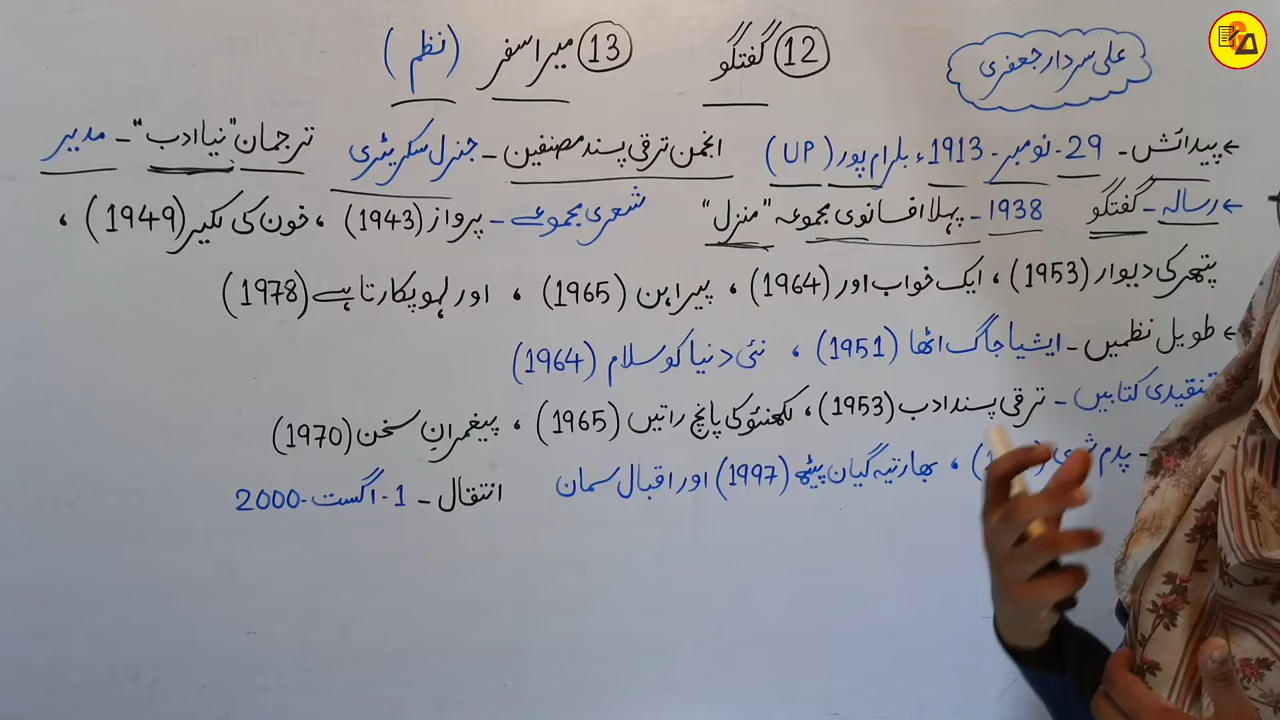 ⑫ گفتگو ⑬ میرا سفر (نظم)
علی سردار جعفری
← پیدائش ۔ 29 ۔ نومبر ۔ 1913ء، بلرام پور (UP) انجمن ترقی پسند مصنفین ۔ جنرل سکریٹری ترجمان "نیا ادب" ۔ مدیر
← رسالہ ۔ گفتگو 1938 ۔ پہلا افسانوی مجموعہ "منزل" شعری مجموعے ۔ پرواز (1943)، خون کی لکیر (1949)،
پتھر کی دیوار (1953)، ایک خواب اور (1964)، پیراہن (1965)، اور لہو پکارتا ہے (1978)
← طویل نظمیں ۔ ایشیا جاگ اٹھا (1951)، نئی دنیا کو سلام (1964)
تنقیدی کتابیں ۔ ترقی پسند ادب (1953)، لکھنئو کی پانچ راتیں (1965)، پیغمبرانِ سخن (1970)
۔ پدم شری ( )، بھارتیہ گیان پیٹھ (1997) اور اقبال سمان انتقال ۔ 1 ۔ اگست ۔ 2000